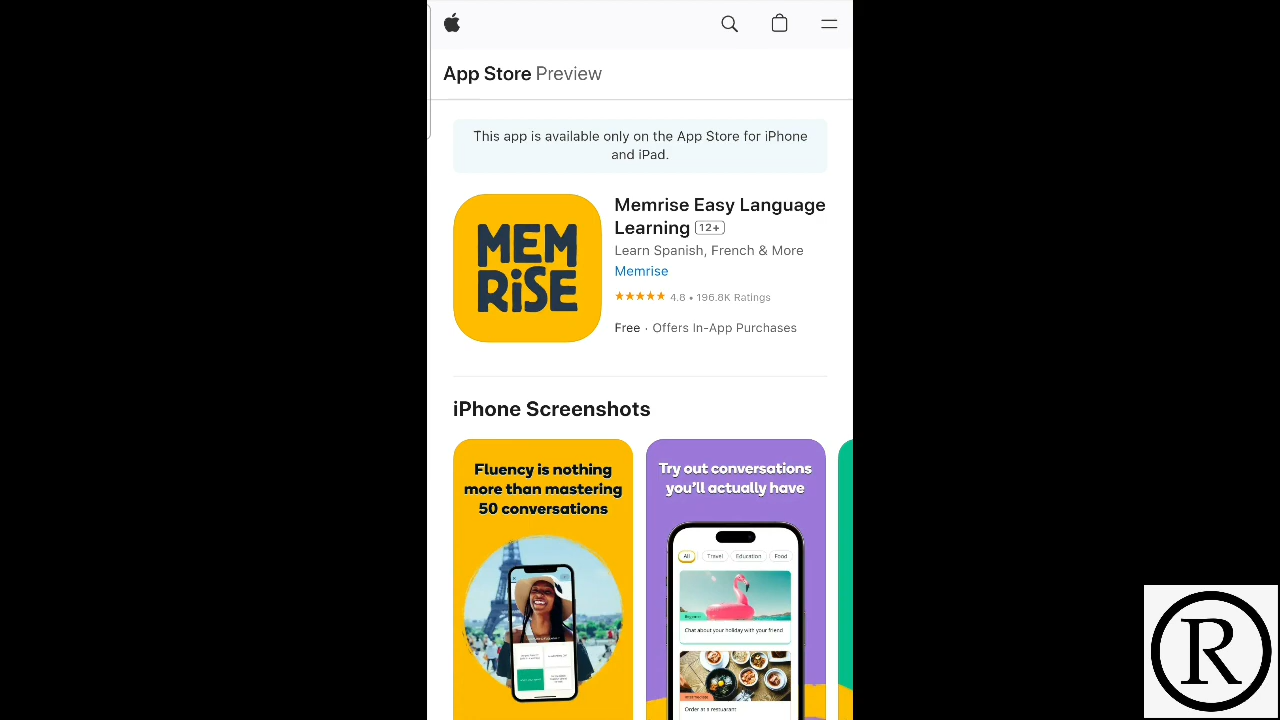 App Store Preview
This app is available only on the App Store for iPhone
and iPad.
MEM
RiSE
Memrise Easy Language
Learning 12+
Learn Spanish, French & More
Memrise
4.8 • 196.8K Ratings
Free · Offers In-App Purchases
iPhone Screenshots
Fluency is nothing
more than mastering
50 conversations
Try out conversations
you'll actually have
All Travel Education Food
Chat about your holiday with your friend
Order at a restuarant
R